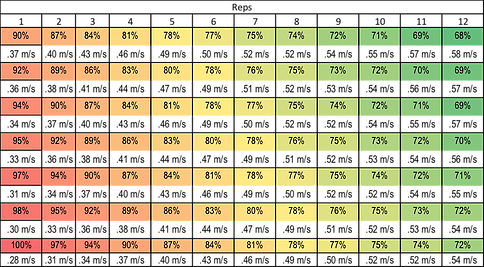 Reps
1 2 3 4 5 6 7 8 9 10 11 12
90% 87% 84% 81% 78% 77% 75% 74% 72% 71% 69% 68%
.37 m/s .40 m/s .43 m/s .46 m/s .49 m/s .50 m/s .52 m/s .52 m/s .54 m/s .55 m/s .57 m/s .58 m/s
92% 89% 86% 83% 80% 78% 76% 75% 73% 72% 70% 69%
.36 m/s .38 m/s .41 m/s .44 m/s .47 m/s .49 m/s .51 m/s .52 m/s .53 m/s .54 m/s .56 m/s .57 m/s
94% 90% 87% 84% 81% 78% 77% 75% 74% 72% 71% 69%
.34 m/s .37 m/s .40 m/s .43 m/s .46 m/s .49 m/s .50 m/s .52 m/s .52 m/s .54 m/s .55 m/s .57 m/s
95% 92% 89% 86% 83% 80% 78% 76% 75% 73% 72% 70%
.33 m/s .36 m/s .38 m/s .41 m/s .44 m/s .47 m/s .49 m/s .51 m/s .52 m/s .53 m/s .54 m/s .56 m/s
97% 94% 90% 87% 84% 81% 78% 77% 75% 74% 72% 71%
.31 m/s .34 m/s .37 m/s .40 m/s .43 m/s .46 m/s .49 m/s .50 m/s .52 m/s .52 m/s .54 m/s .55 m/s
98% 95% 92% 89% 86% 83% 80% 78% 76% 75% 73% 72%
.30 m/s .33 m/s .36 m/s .38 m/s .41 m/s .44 m/s .47 m/s .49 m/s .51 m/s .52 m/s .53 m/s .54 m/s
100% 97% 94% 90% 87% 84% 81% 78% 77% 75% 74% 72%
.28 m/s .31 m/s .34 m/s .37 m/s .40 m/s .43 m/s .46 m/s .49 m/s .50 m/s .52 m/s .52 m/s .54 m/s